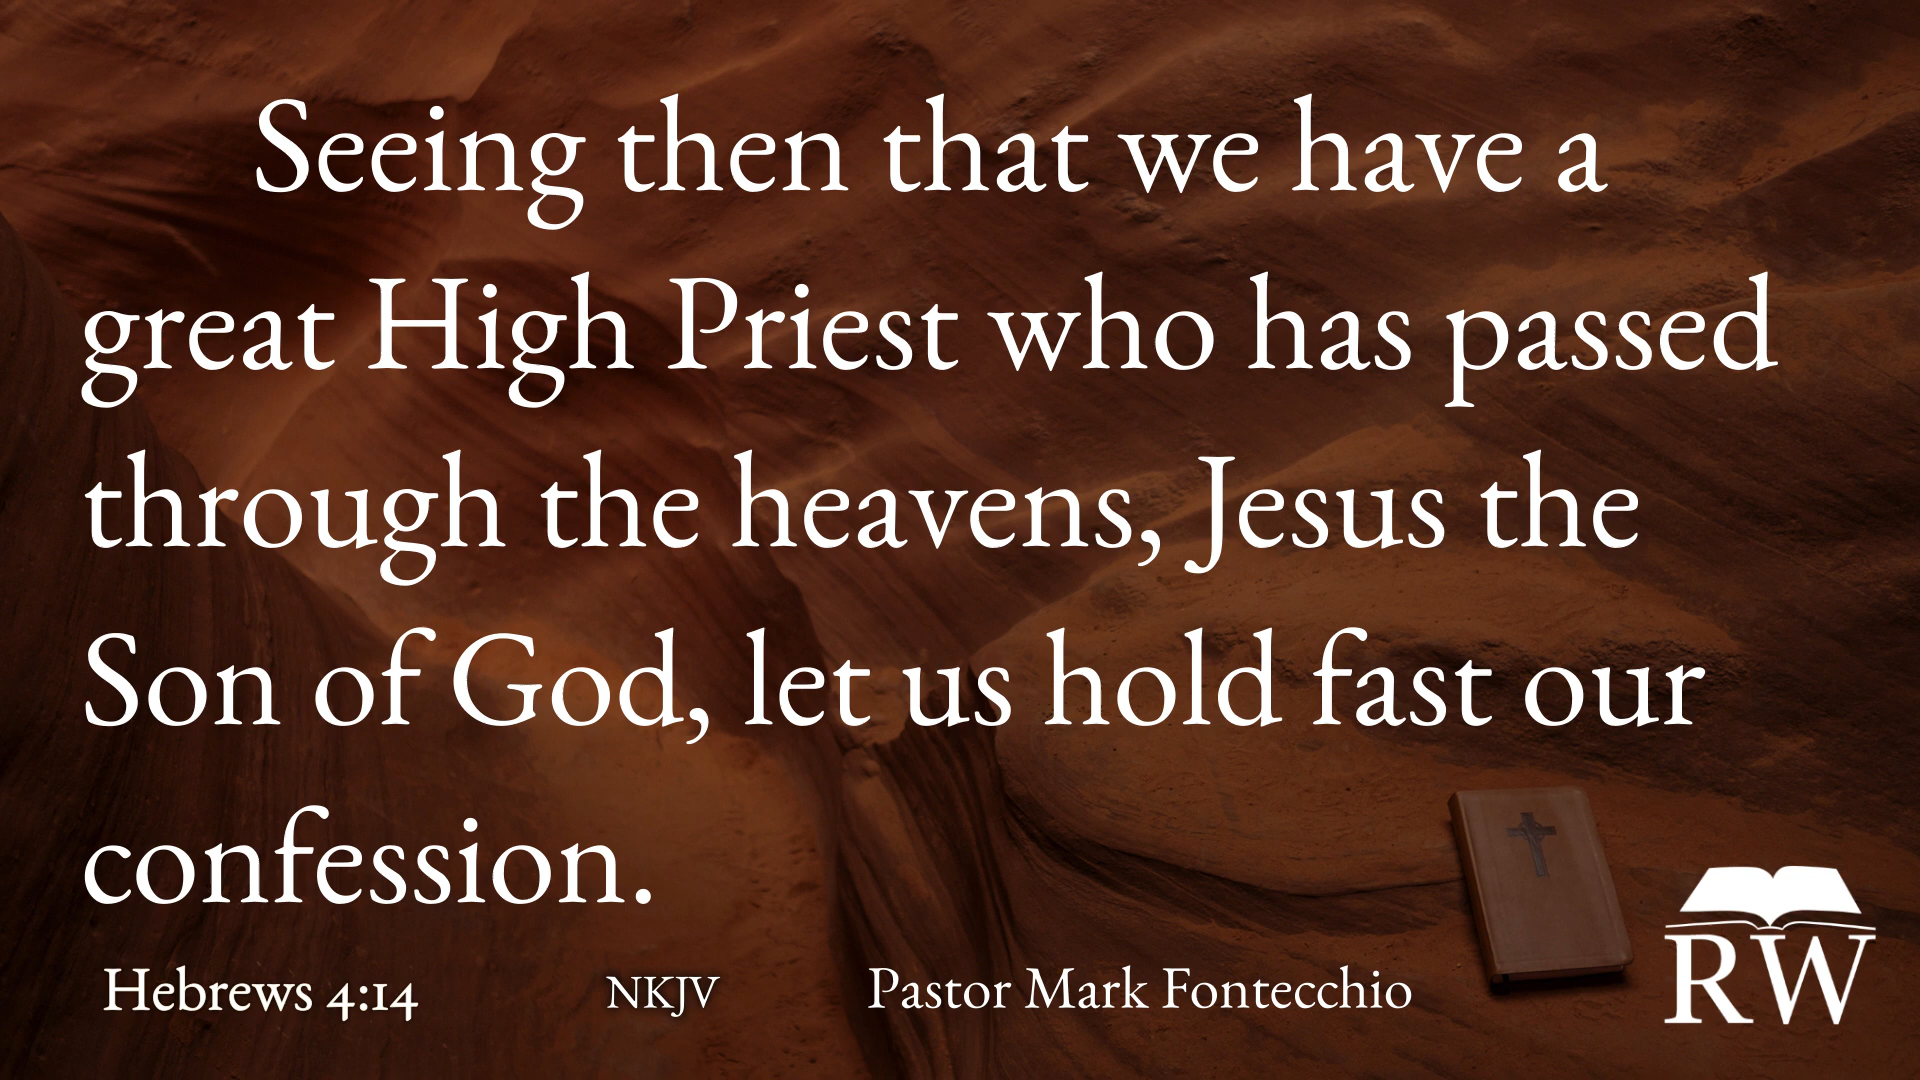 Seeing then that we have a
great High Priest who has passed
through the heavens, Jesus the
Son of God, let us hold fast our
confession.
Hebrews 4:14 NKJV Pastor Mark Fontecchio
RW